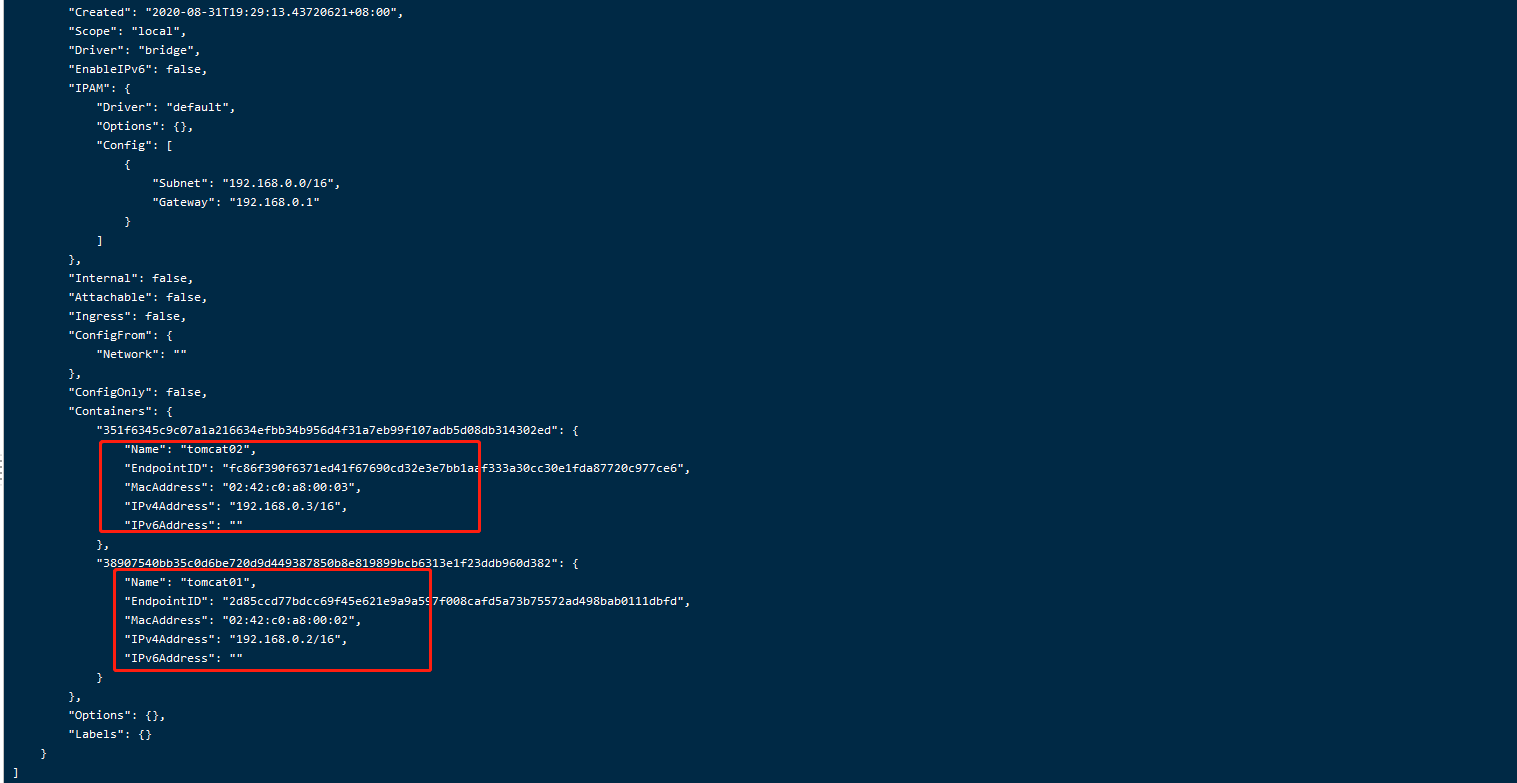 "Created": "2020-08-31T19:29:13.43720621+08:00",
"Scope": "local",
"Driver": "bridge",
"EnableIPv6": false,
"IPAM": {
"Driver": "default",
"Options": {},
"Config": [
{
"Subnet": "192.168.0.0/16",
"Gateway": "192.168.0.1"
}
]
},
"Internal": false,
"Attachable": false,
"Ingress": false,
"ConfigFrom": {
"Network": ""
},
"ConfigOnly": false,
"Containers": {
"351f6345c9c07a1a216634efbb34b956d4f31a7eb99f107adb5d08db314302ed": {
"Name": "tomcat02",
"EndpointID": "fc86f390f6371ed41f67690cd32e3e7bb1aaf333a30cc30e1fda87720c977ce6",
"MacAddress": "02:42:c0:a8:00:03",
"IPv4Address": "192.168.0.3/16",
"IPv6Address": ""
},
"38907540bb35c0d6be720d9d449387850b8e819899bcb6313e1f23ddb960d382": {
"Name": "tomcat01",
"EndpointID": "2d85ccd77bdcc69f45e621e9a9a597f008cafd5a73b75572ad498bab0111dbfd",
"MacAddress": "02:42:c0:a8:00:02",
"IPv4Address": "192.168.0.2/16",
"IPv6Address": ""
}
},
"Options": {},
"Labels": {}
}
]